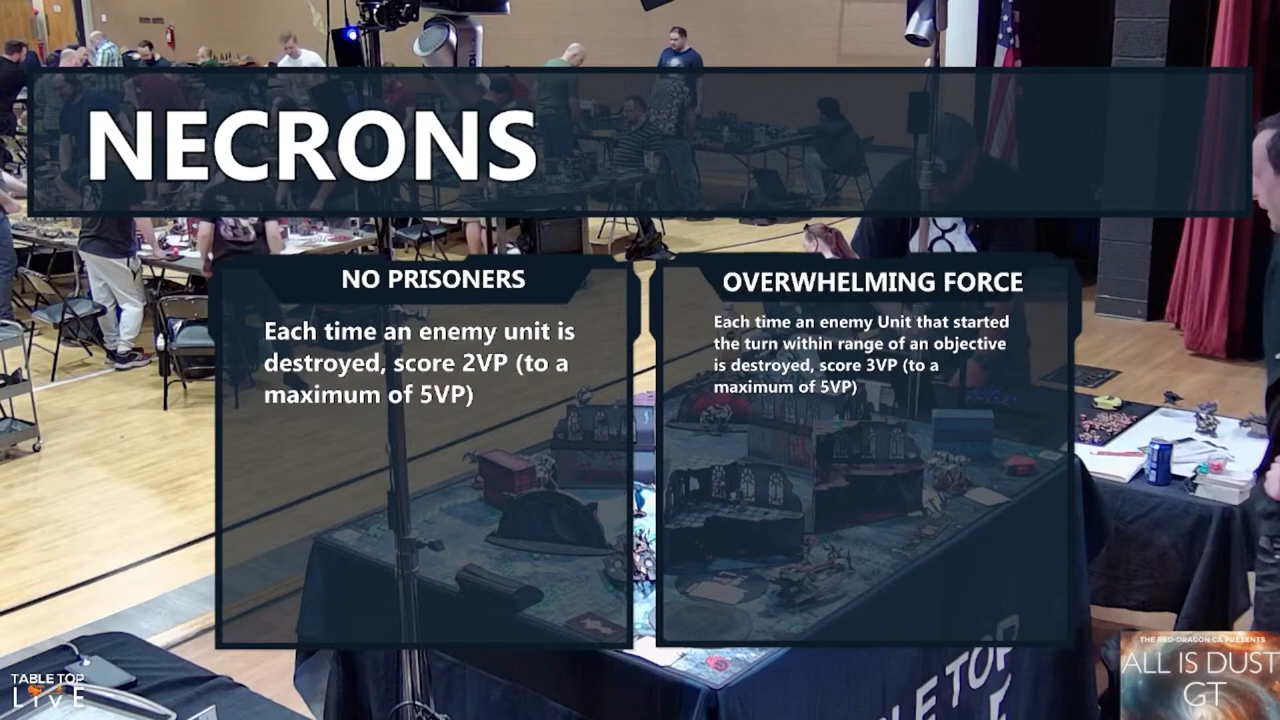 NECRONS
NO PRISONERS
Each time an enemy unit is
destroyed, score 2VP (to a
maximum of 5VP)
OVERWHELMING FORCE
Each time an enemy Unit that started
the turn within range of an objective
is destroyed, score 3VP (to a
maximum of 5VP)
LE TOP
TABLE TOP
LiVE
THE RED-DRAGON.CA PRESENTS
ALL IS DUST
GT